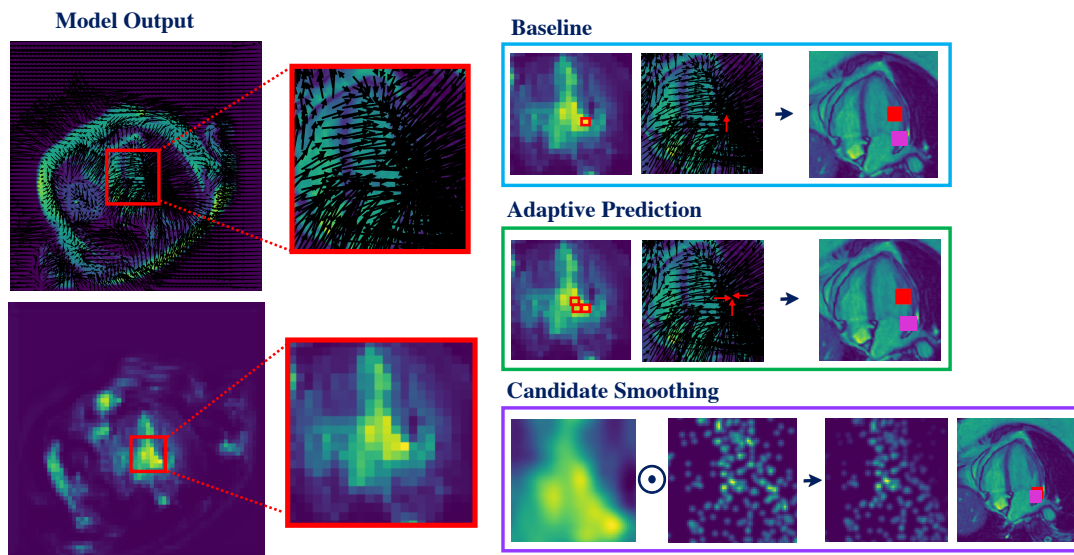 Model Output
Baseline
Adaptive Prediction
Candidate Smoothing